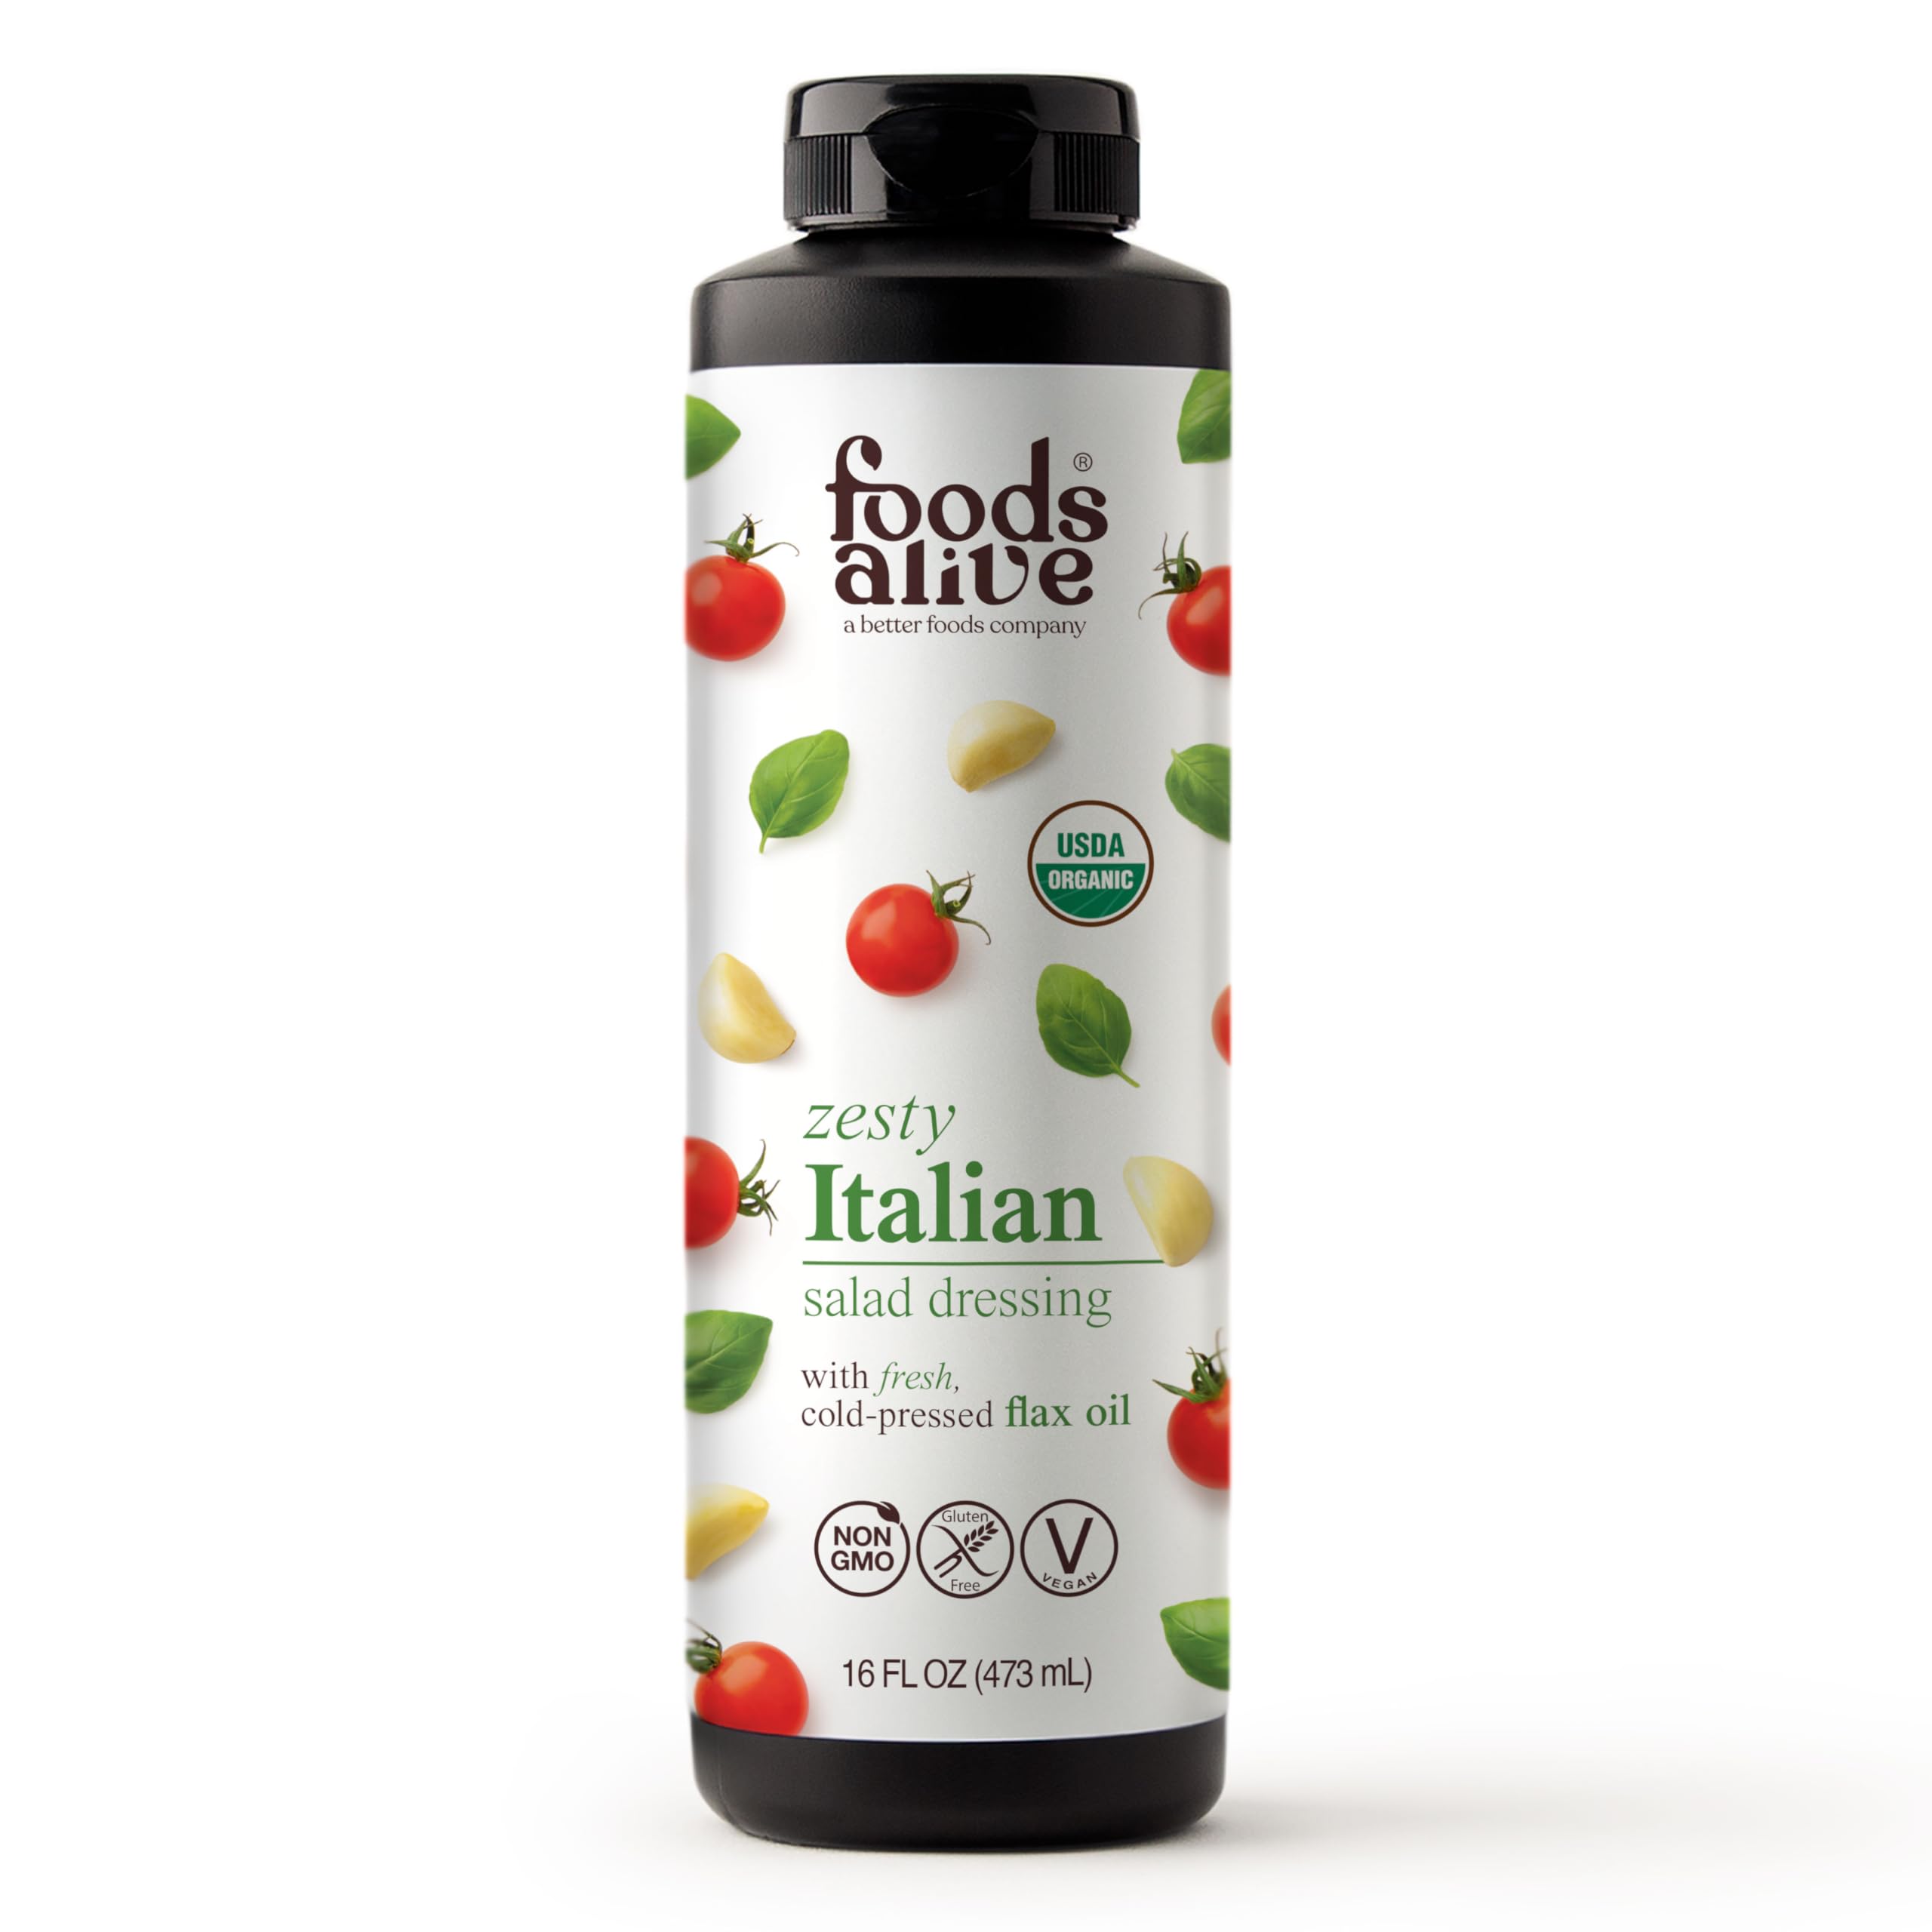 foods®
alive
a better foods company
USDA
ORGANIC
zesty
Italian
salad dressing
with fresh,
cold-pressed flax oil
NON
GMO
Gluten
Free
V
VEGAN
16 FL OZ (473 mL)